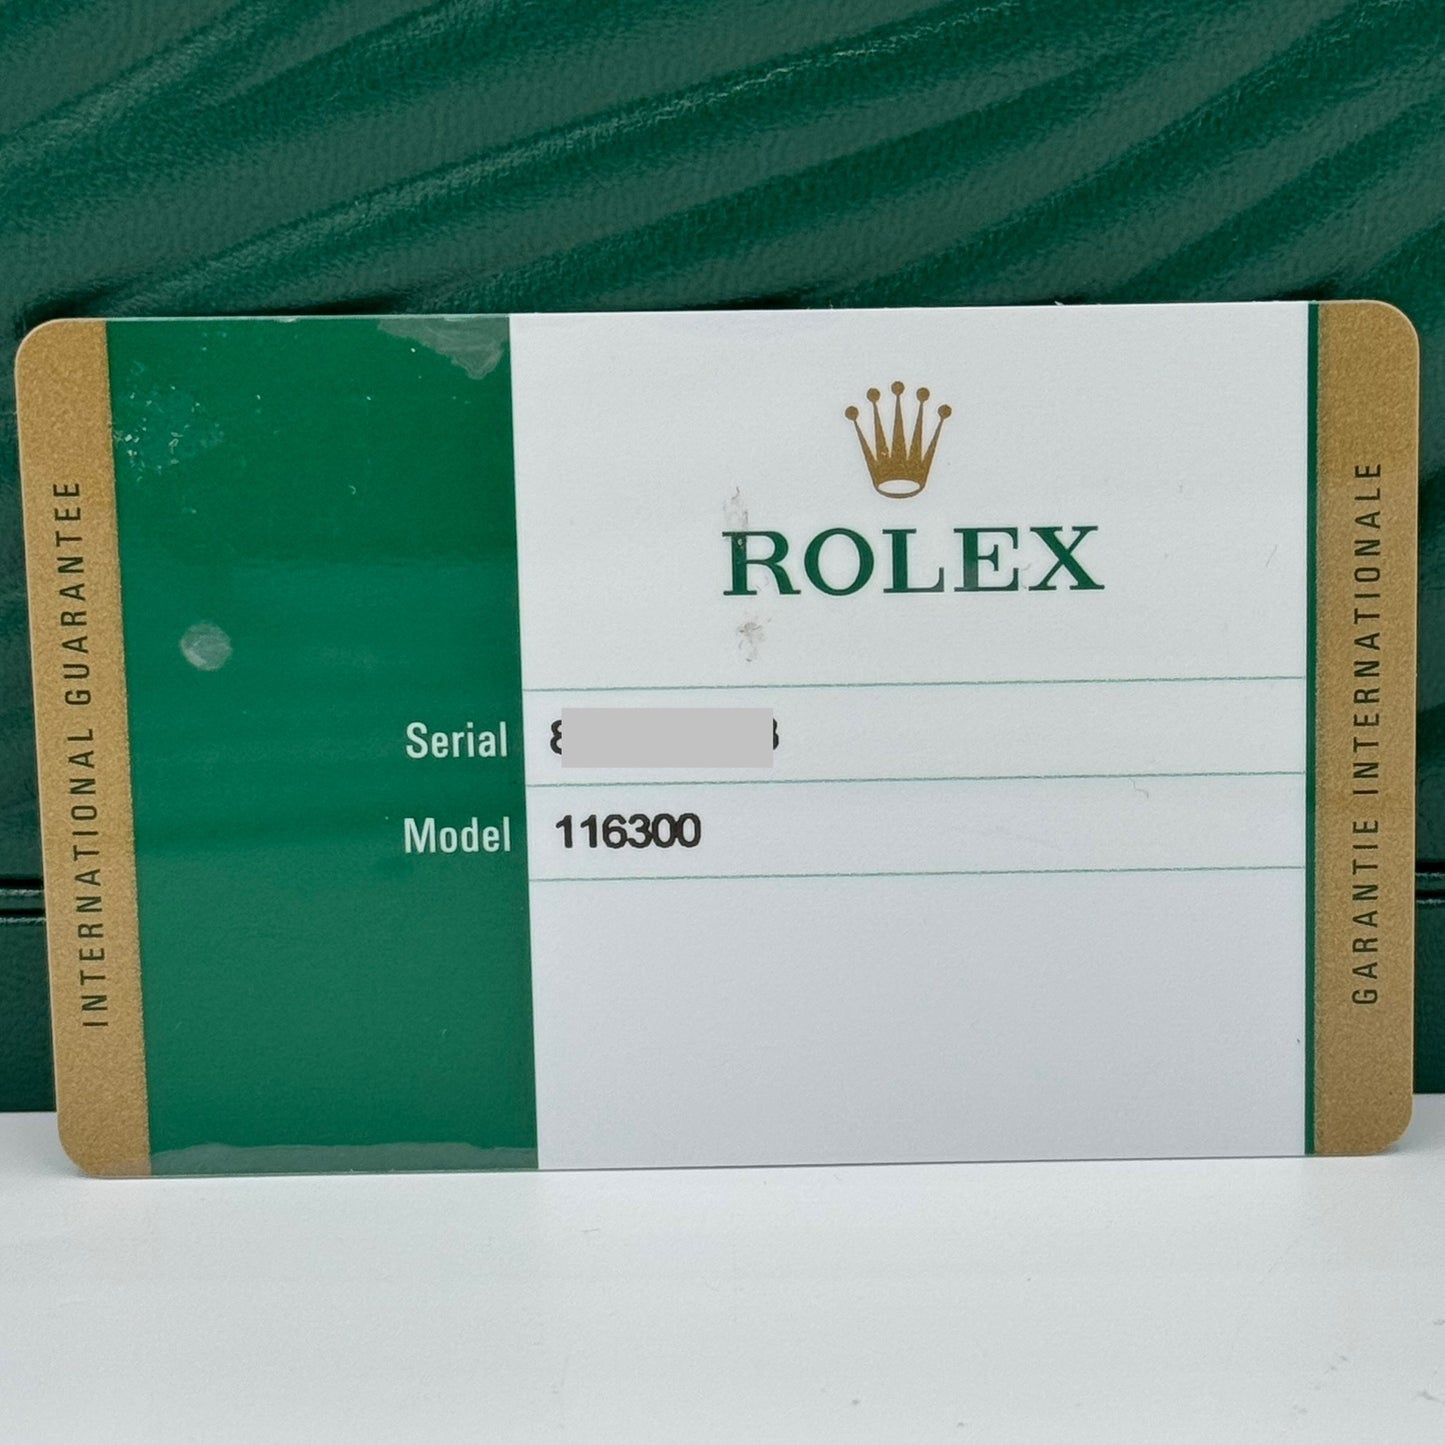 INTERNATIONAL GUARANTEE
ROLEX
Serial
Model 116300
GARANTIE INTERNATIONALE